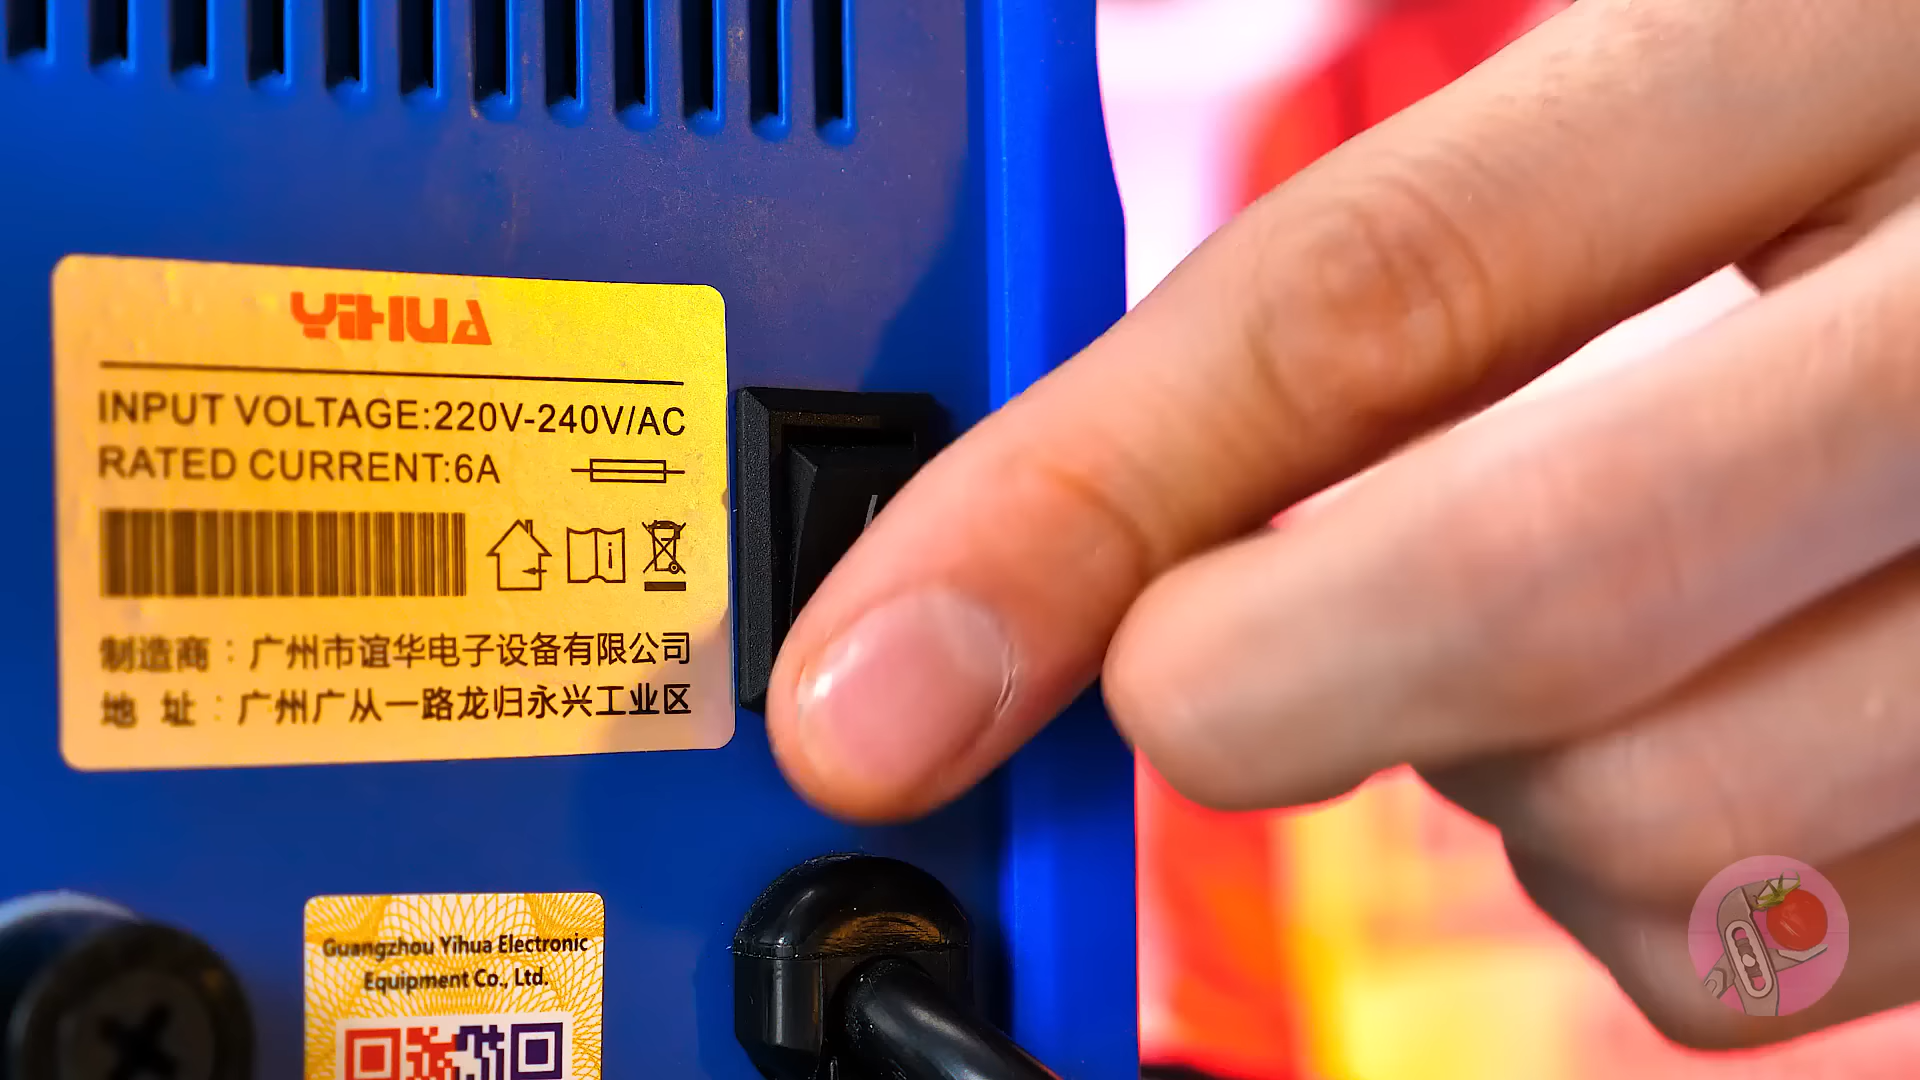 YIHUA
INPUT VOLTAGE:220V-240V/AC
RATED CURRENT:6A
制造商：广州市谊华电子设备有限公司
地 址：广州广从一路龙归永兴工业区
Guangzhou Yihua Electronic
Equipment Co., Ltd.